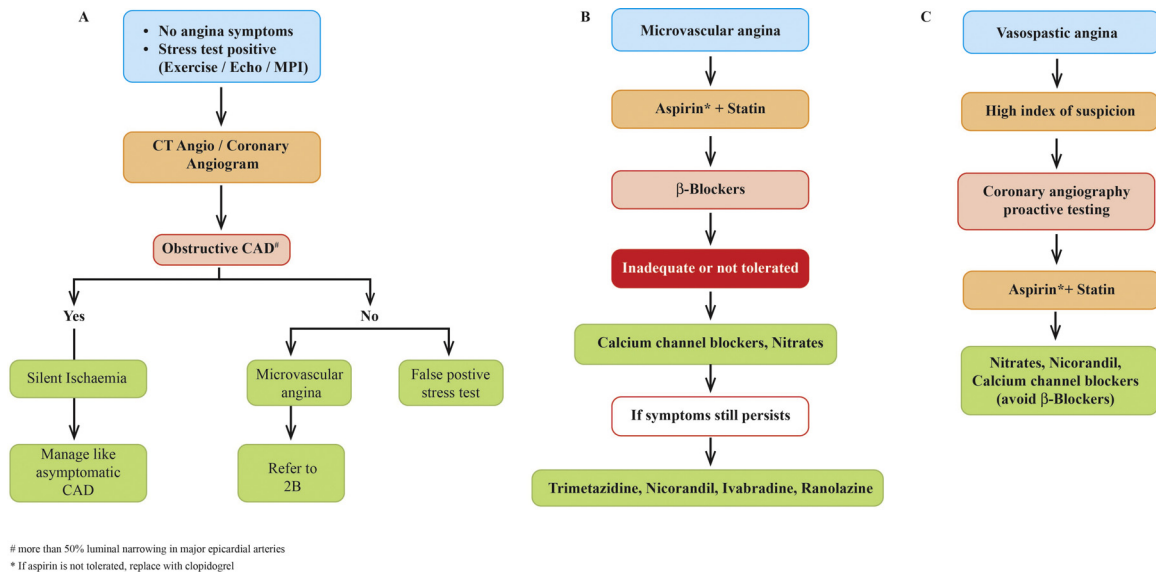 A
• No angina symptoms
• Stress test positive
(Exercise / Echo / MPI)
CT Angio / Coronary
Angiogram
Obstructive CAD#
Yes
No
Silent Ischaemia
Microvascular
angina
False postive
stress test
Manage like
asymptomatic
CAD
Refer to
2B
B
Microvascular angina
Aspirin* + Statin
β-Blockers
Inadequate or not tolerated
Calcium channel blockers, Nitrates
If symptoms still persists
Trimetazidine, Nicorandil, Ivabradine, Ranolazine
C
Vasospastic angina
High index of suspicion
Coronary angiography
proactive testing
Aspirin*+ Statin
Nitrates, Nicorandil,
Calcium channel blockers
(avoid β-Blockers)
# more than 50% luminal narrowing in major epicardial arteries
* If aspirin is not tolerated, replace with clopidogrel